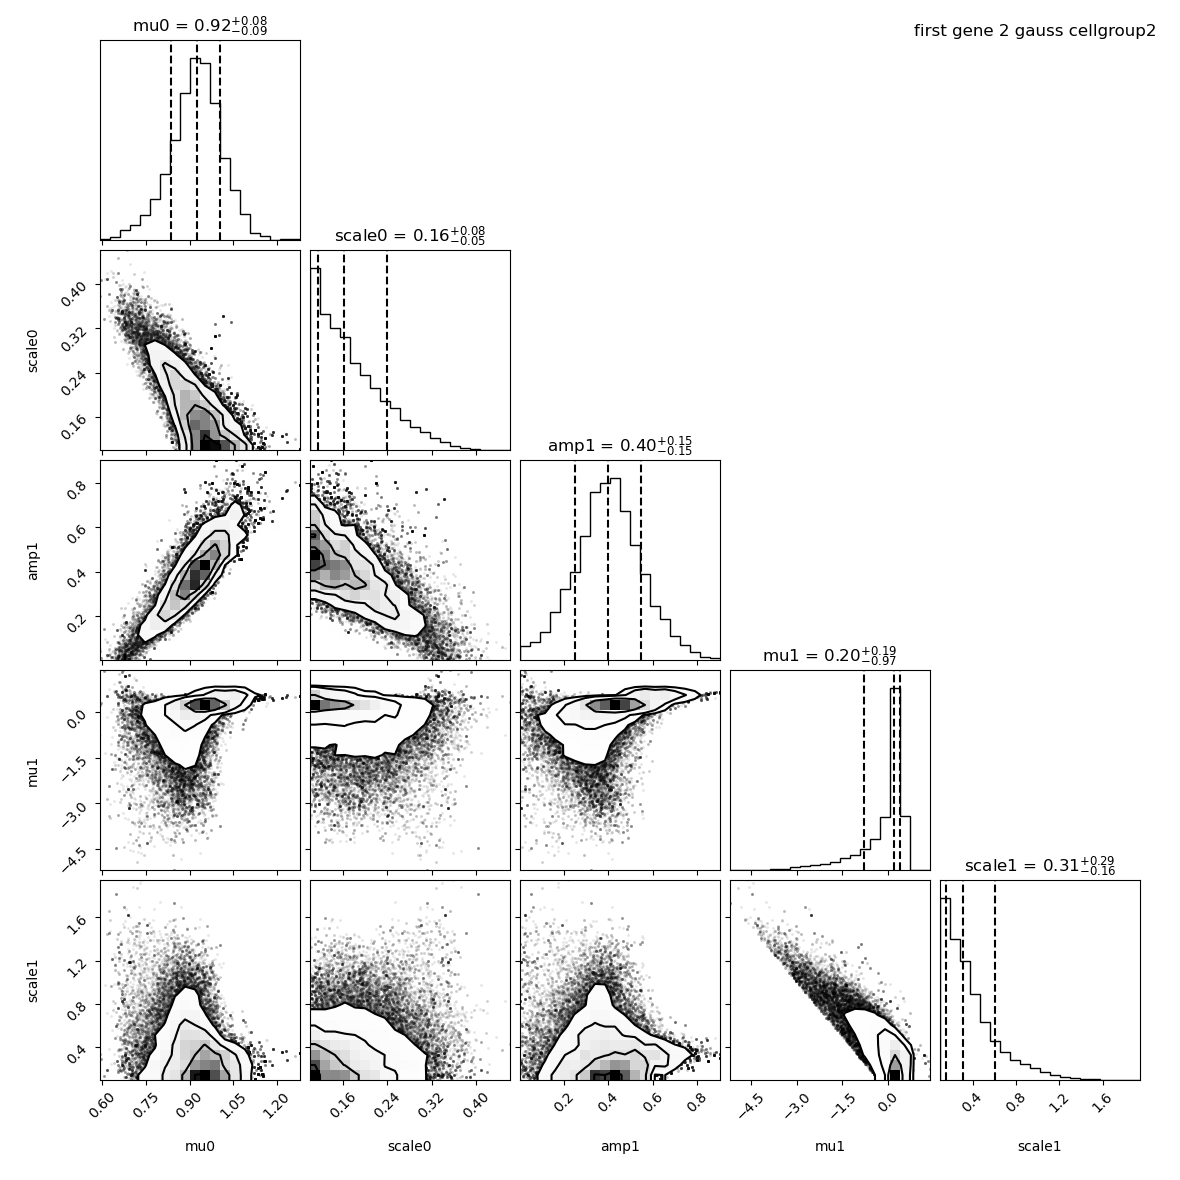 first gene 2 gauss cellgroup2
mu0 = 0.92+0.08−0.09
scale0 = 0.16+0.08−0.05
scale0
0.40
0.32
0.24
0.16
amp1 = 0.40+0.15−0.15
amp1
0.8
0.6
0.4
0.2
mu1 = 0.20+0.19−0.97
mu1
0.0
−1.5
−3.0
−4.5
scale1 = 0.31+0.29−0.16
scale1
1.6
1.2
0.8
0.4
0.60 0.75 0.90 1.05 1.20 0.16 0.24 0.32 0.40 0.2 0.4 0.6 0.8 −4.5 −3.0 −1.5 0.0 0.4 0.8 1.2 1.6
mu0 scale0 amp1 mu1 scale1